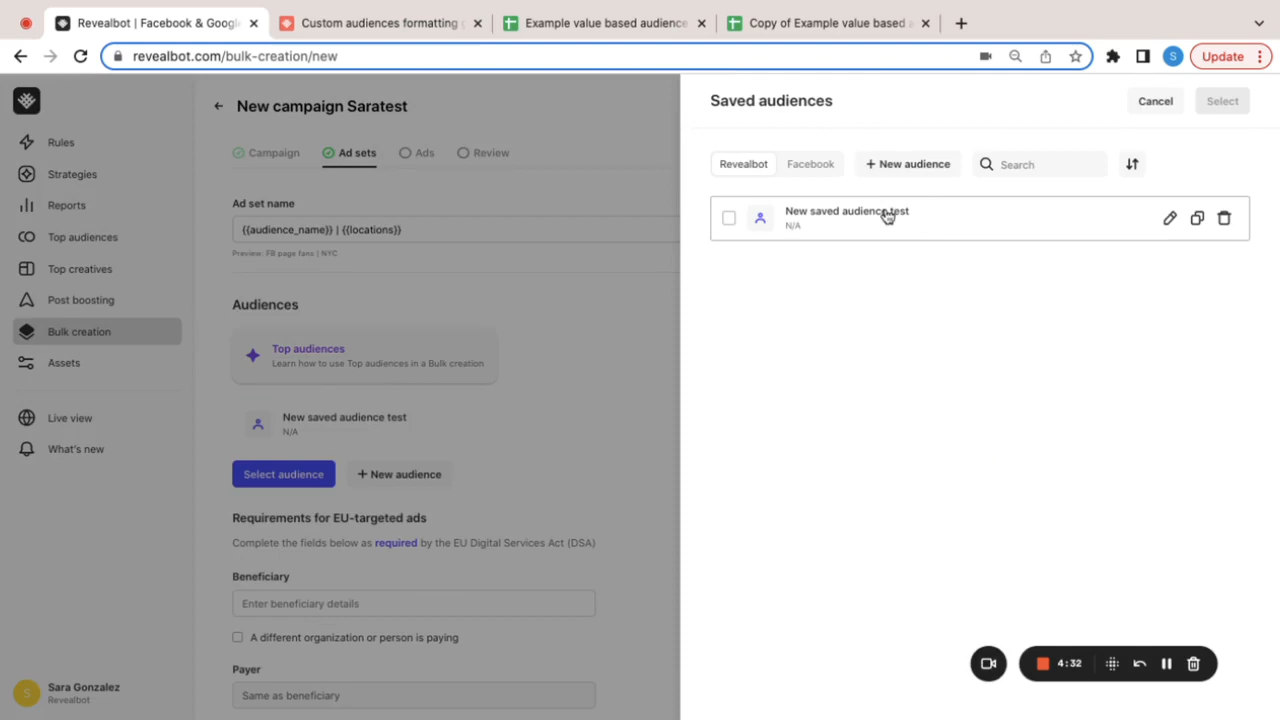 Revealbot | Facebook & Google
Custom audiences formatting
Example value based audience
Copy of Example value based a
revealbot.com/bulk-creation/new
S
Update
Rules
Strategies
Reports
Top audiences
Top creatives
Post boosting
Bulk creation
Assets
Live view
What's new
S
Sara Gonzalez
Revealbot
New campaign Saratest
Campaign
Ad sets
Ads
Review
Ad set name
{{audience_name}} | {{locations}}
Preview: FB page fans | NYC
Audiences
Top audiences
Learn how to use Top audiences in a Bulk creation
New saved audience test
N/A
Select audience
+ New audience
Requirements for EU-targeted ads
Complete the fields below as required by the EU Digital Services Act (DSA)
Beneficiary
Enter beneficiary details
A different organization or person is paying
Payer
Same as beneficiary
Saved audiences
Cancel
Select
Revealbot
Facebook
+ New audience
Search
New saved audience test
N/A
4:32